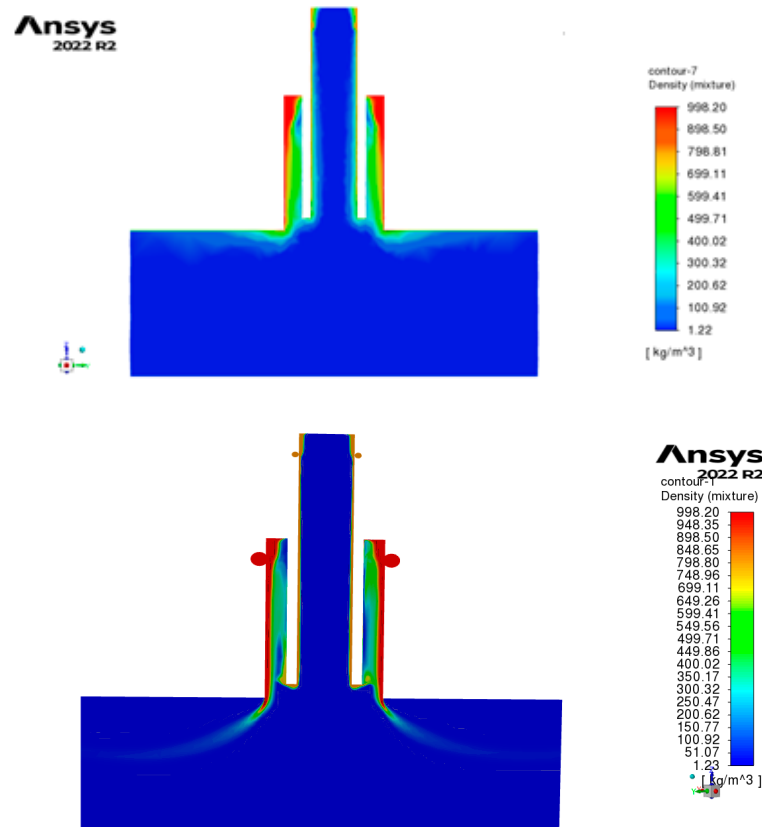 Ansys
2022 R2
contour-7
Density (mixture)
998.20
898.50
798.81
699.11
599.41
499.71
400.02
300.32
200.62
100.92
1.22
[ kg/m^3 ]
Ansys
2022 R2
contour-1
Density (mixture)
998.20
948.35
898.50
848.65
798.80
748.96
699.11
649.26
599.41
549.56
499.71
449.86
400.02
350.17
300.32
250.47
200.62
150.77
100.92
51.07
1.23
[ kg/m^3 ]
Y